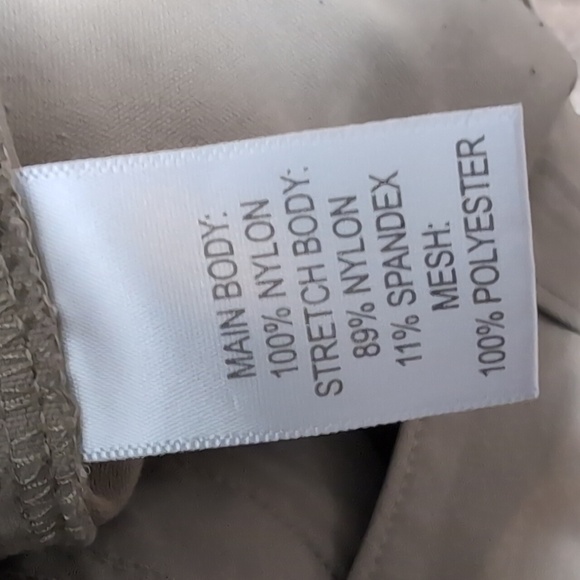 MAIN BODY:
100% NYLON
STRETCH BODY:
89% NYLON
11% SPANDEX
MESH:
100% POLYESTER